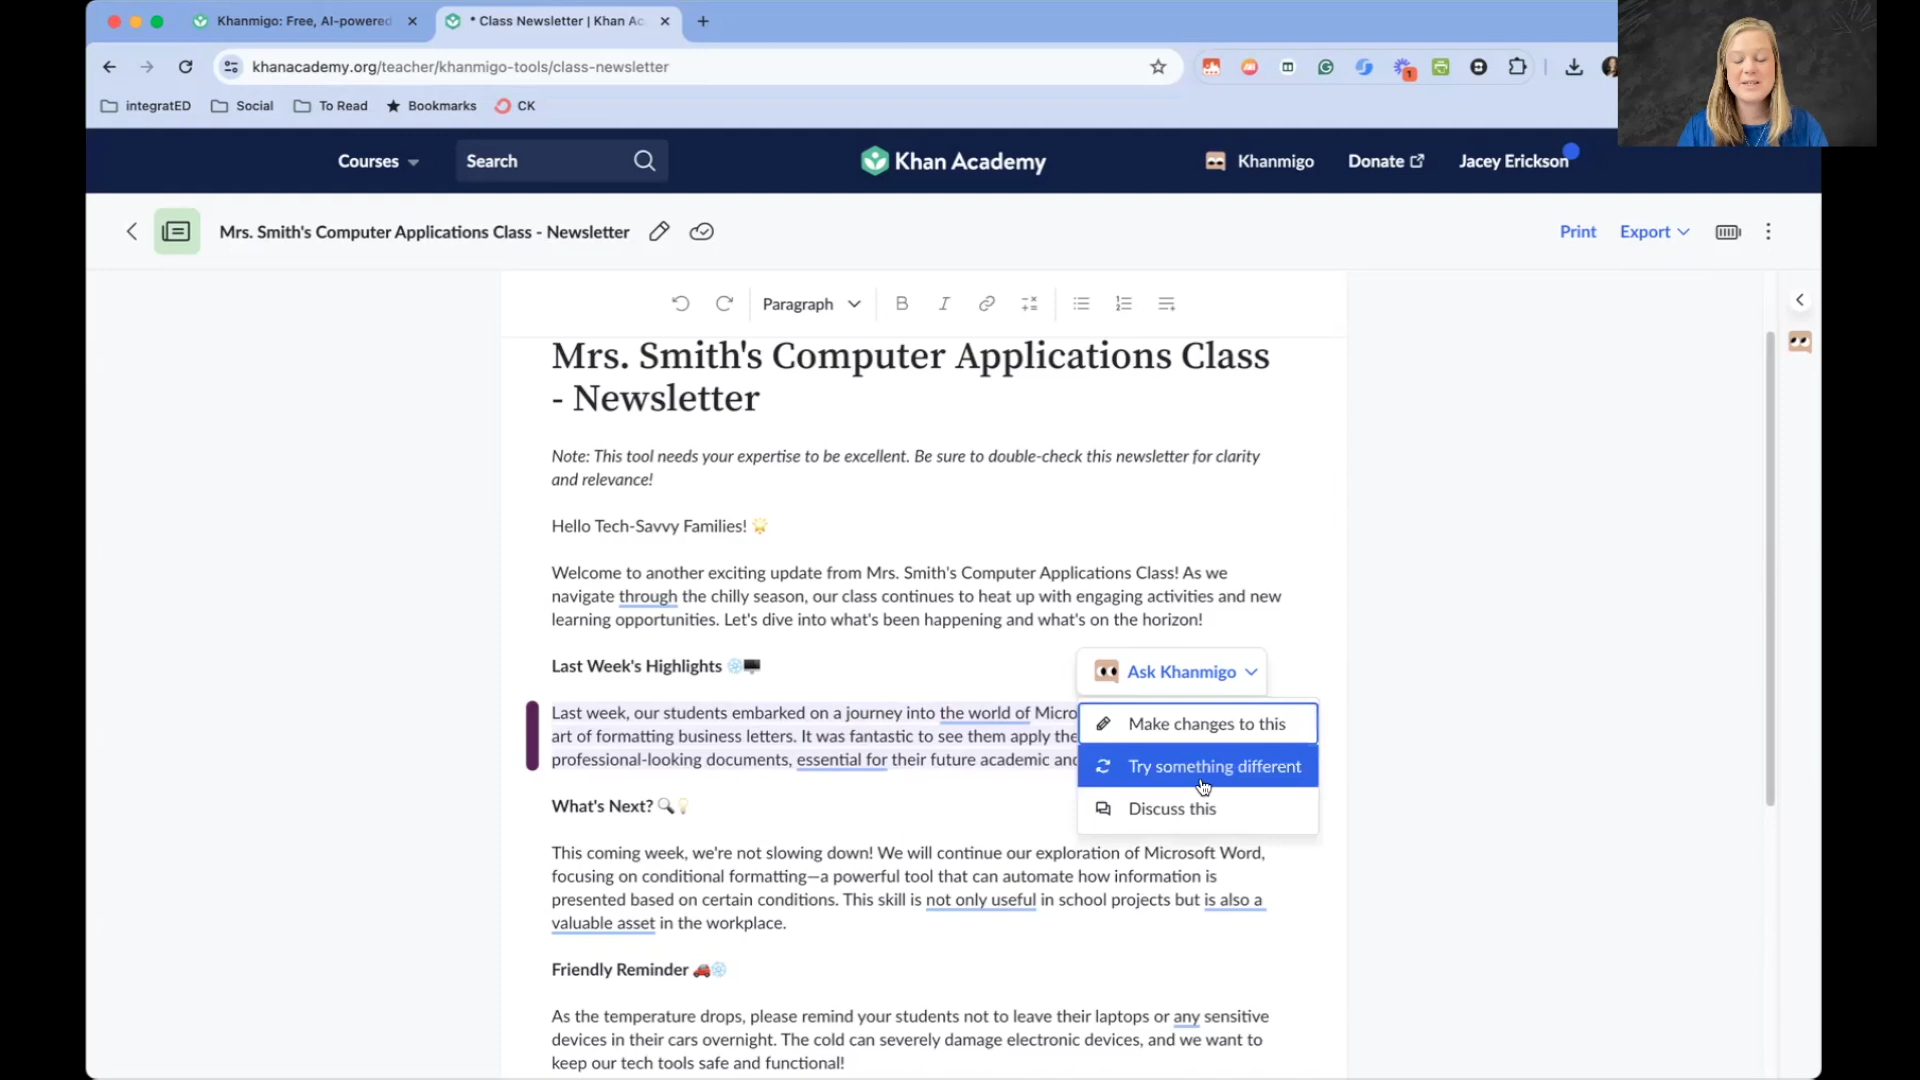 Khanmigo: Free, AI-powered
* Class Newsletter | Khan Ac
khanacademy.org/teacher/khanmigo-tools/class-newsletter
1
integratED
Social
To Read
Bookmarks
CK
Courses
Search
Khan Academy
Khanmigo
Donate
Jacey Erickson
Mrs. Smith's Computer Applications Class - Newsletter
Print
Export
Paragraph
B
I
Mrs. Smith's Computer Applications Class
- Newsletter
Note: This tool needs your expertise to be excellent. Be sure to double-check this newsletter for clarity
and relevance!
Hello Tech-Savvy Families! 🌟
Welcome to another exciting update from Mrs. Smith's Computer Applications Class! As we
navigate through the chilly season, our class continues to heat up with engaging activities and new
learning opportunities. Let's dive into what's been happening and what's on the horizon!
Last Week's Highlights ❄️🖥️
Ask Khanmigo
Last week, our students embarked on a journey into the world of Micro
art of formatting business letters. It was fantastic to see them apply the
professional-looking documents, essential for their future academic and
Make changes to this
Try something different
Discuss this
What's Next? 🔍💡
This coming week, we're not slowing down! We will continue our exploration of Microsoft Word,
focusing on conditional formatting—a powerful tool that can automate how information is
presented based on certain conditions. This skill is not only useful in school projects but is also a
valuable asset in the workplace.
Friendly Reminder 🚗❄️
As the temperature drops, please remind your students not to leave their laptops or any sensitive
devices in their cars overnight. The cold can severely damage electronic devices, and we want to
keep our tech tools safe and functional!